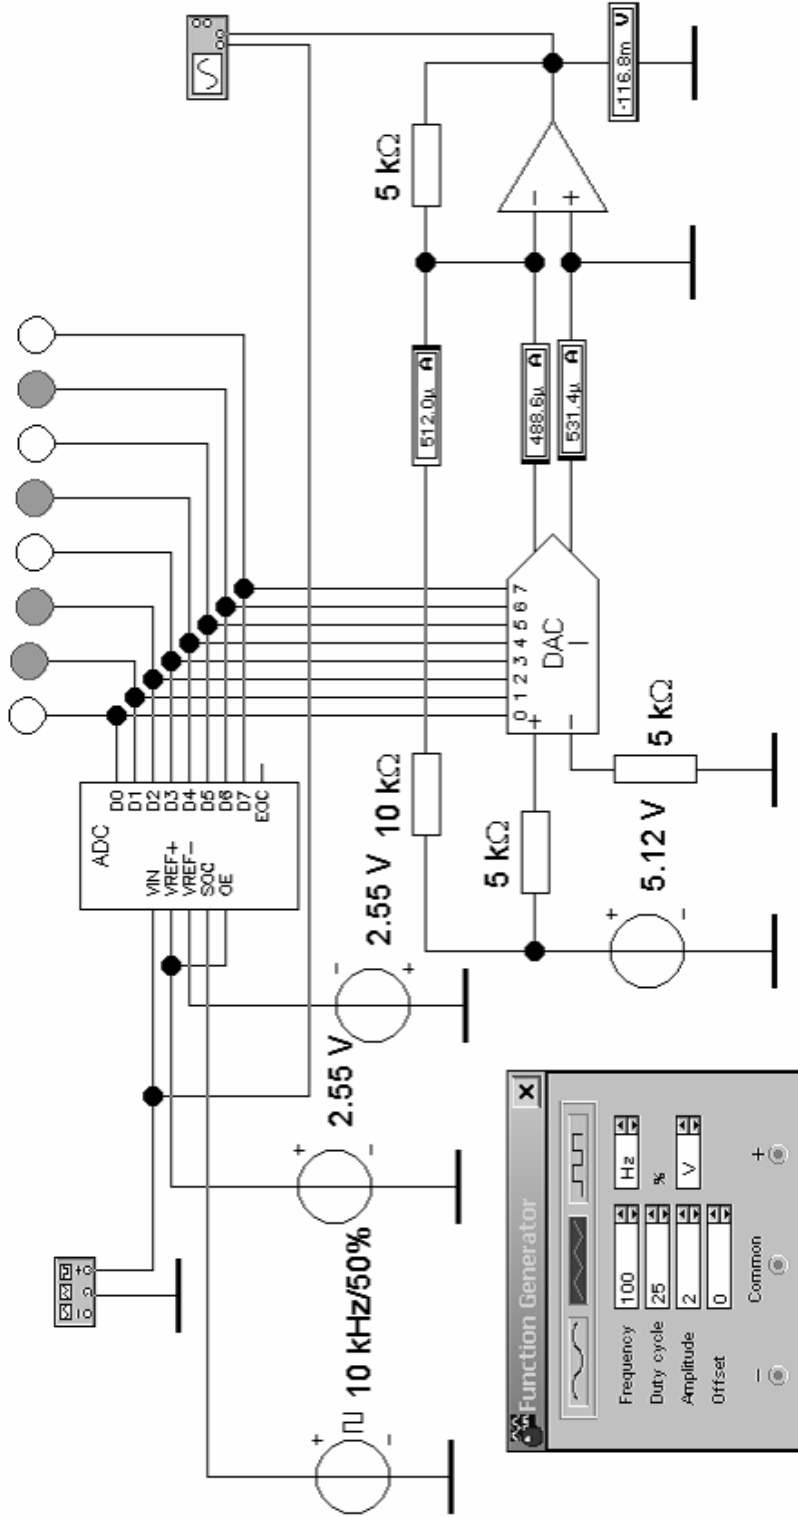 − +
ADC
VIN
VREF+
VREF−
SOC
OE
D0
D1
D2
D3
D4
D5
D6
D7
EOC
+
−
10 kHz/50%
+
−
2.55 V
−
+
2.55 V
10 kΩ
512.0µ A
5 kΩ
5 kΩ
0 1 2 3 4 5 6 7
+
−
DAC
I
488.6µ A
531.4µ A
−
+
-116.8m V
5 kΩ
+
−
5.12 V
Function Generator
Frequency 100 Hz
Duty cycle 25 %
Amplitude 2 V
Offset 0
− Common +